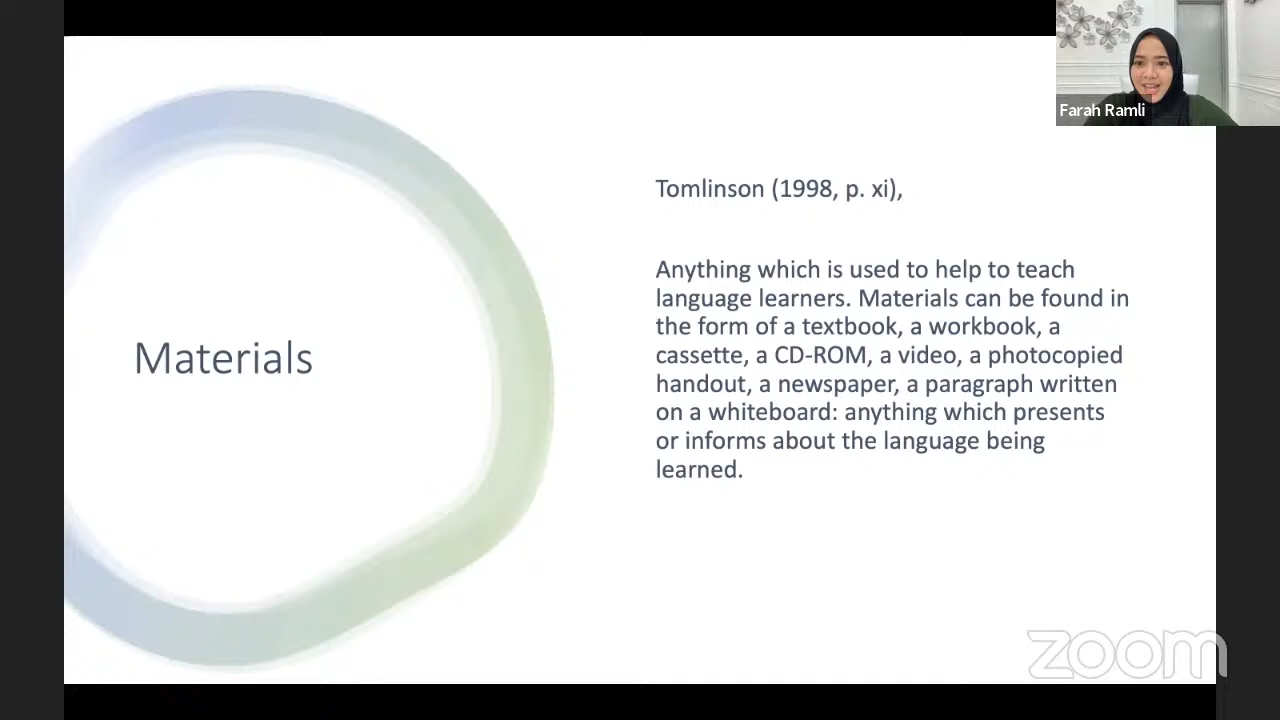 Farah Ramli
Tomlinson (1998, p. xi),
Anything which is used to help to teach
language learners. Materials can be found in
the form of a textbook, a workbook, a
cassette, a CD-ROM, a video, a photocopied
handout, a newspaper, a paragraph written
on a whiteboard: anything which presents
or informs about the language being
learned.
Materials
zoom